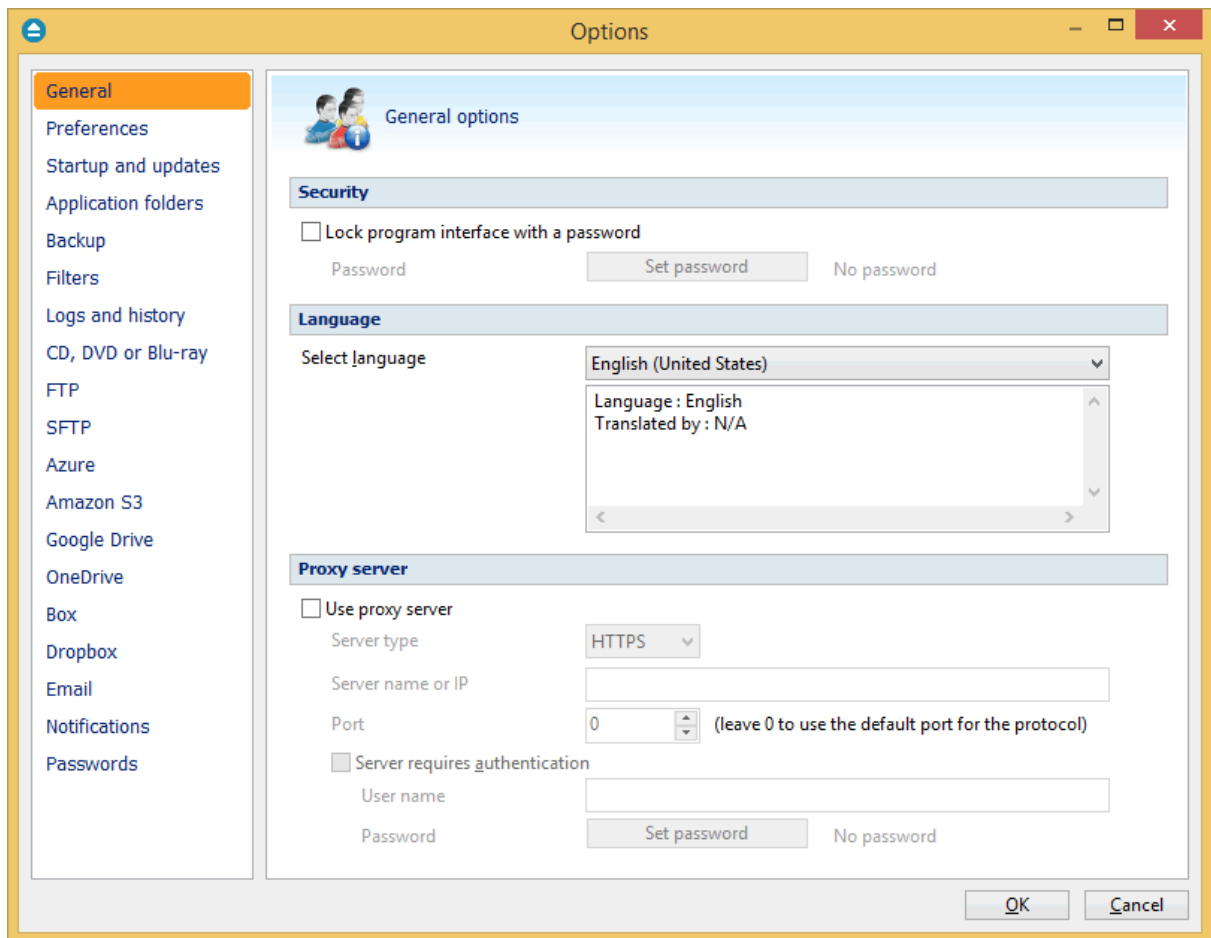 Options
General
Preferences
Startup and updates
Application folders
Backup
Filters
Logs and history
CD, DVD or Blu-ray
FTP
SFTP
Azure
Amazon S3
Google Drive
OneDrive
Box
Dropbox
Email
Notifications
Passwords
General options
Security
Lock program interface with a password
Password Set password No password
Language
Select language English (United States)
Language : English
Translated by : N/A
Proxy server
Use proxy server
Server type HTTPS
Server name or IP
Port 0 (leave 0 to use the default port for the protocol)
Server requires authentication
User name
Password Set password No password
OK Cancel